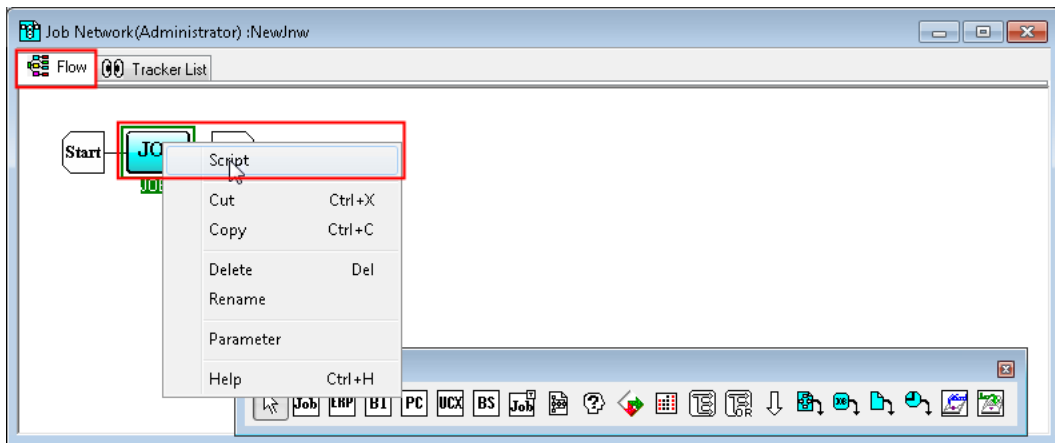 Job Network(Administrator) :NewJnw
Flow Tracker List
Start
Script
Cut Ctrl+X
Copy Ctrl+C
Delete Del
Rename
Parameter
Help Ctrl+H
Job ERP BI PC UCX BS Job